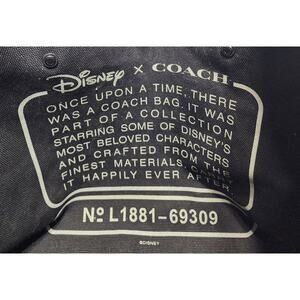 Disney × COACH
ONCE UPON A TIME, THERE
WAS A COACH BAG. IT WAS
PART OF A COLLECTION
STARRING SOME OF DISNEY'S
MOST BELOVED CHARACTERS
AND CRAFTED FROM THE
FINEST MATERIALS.
IT HAPPILY EVER AFTER.
Nº L1881-69309
©DISNEY